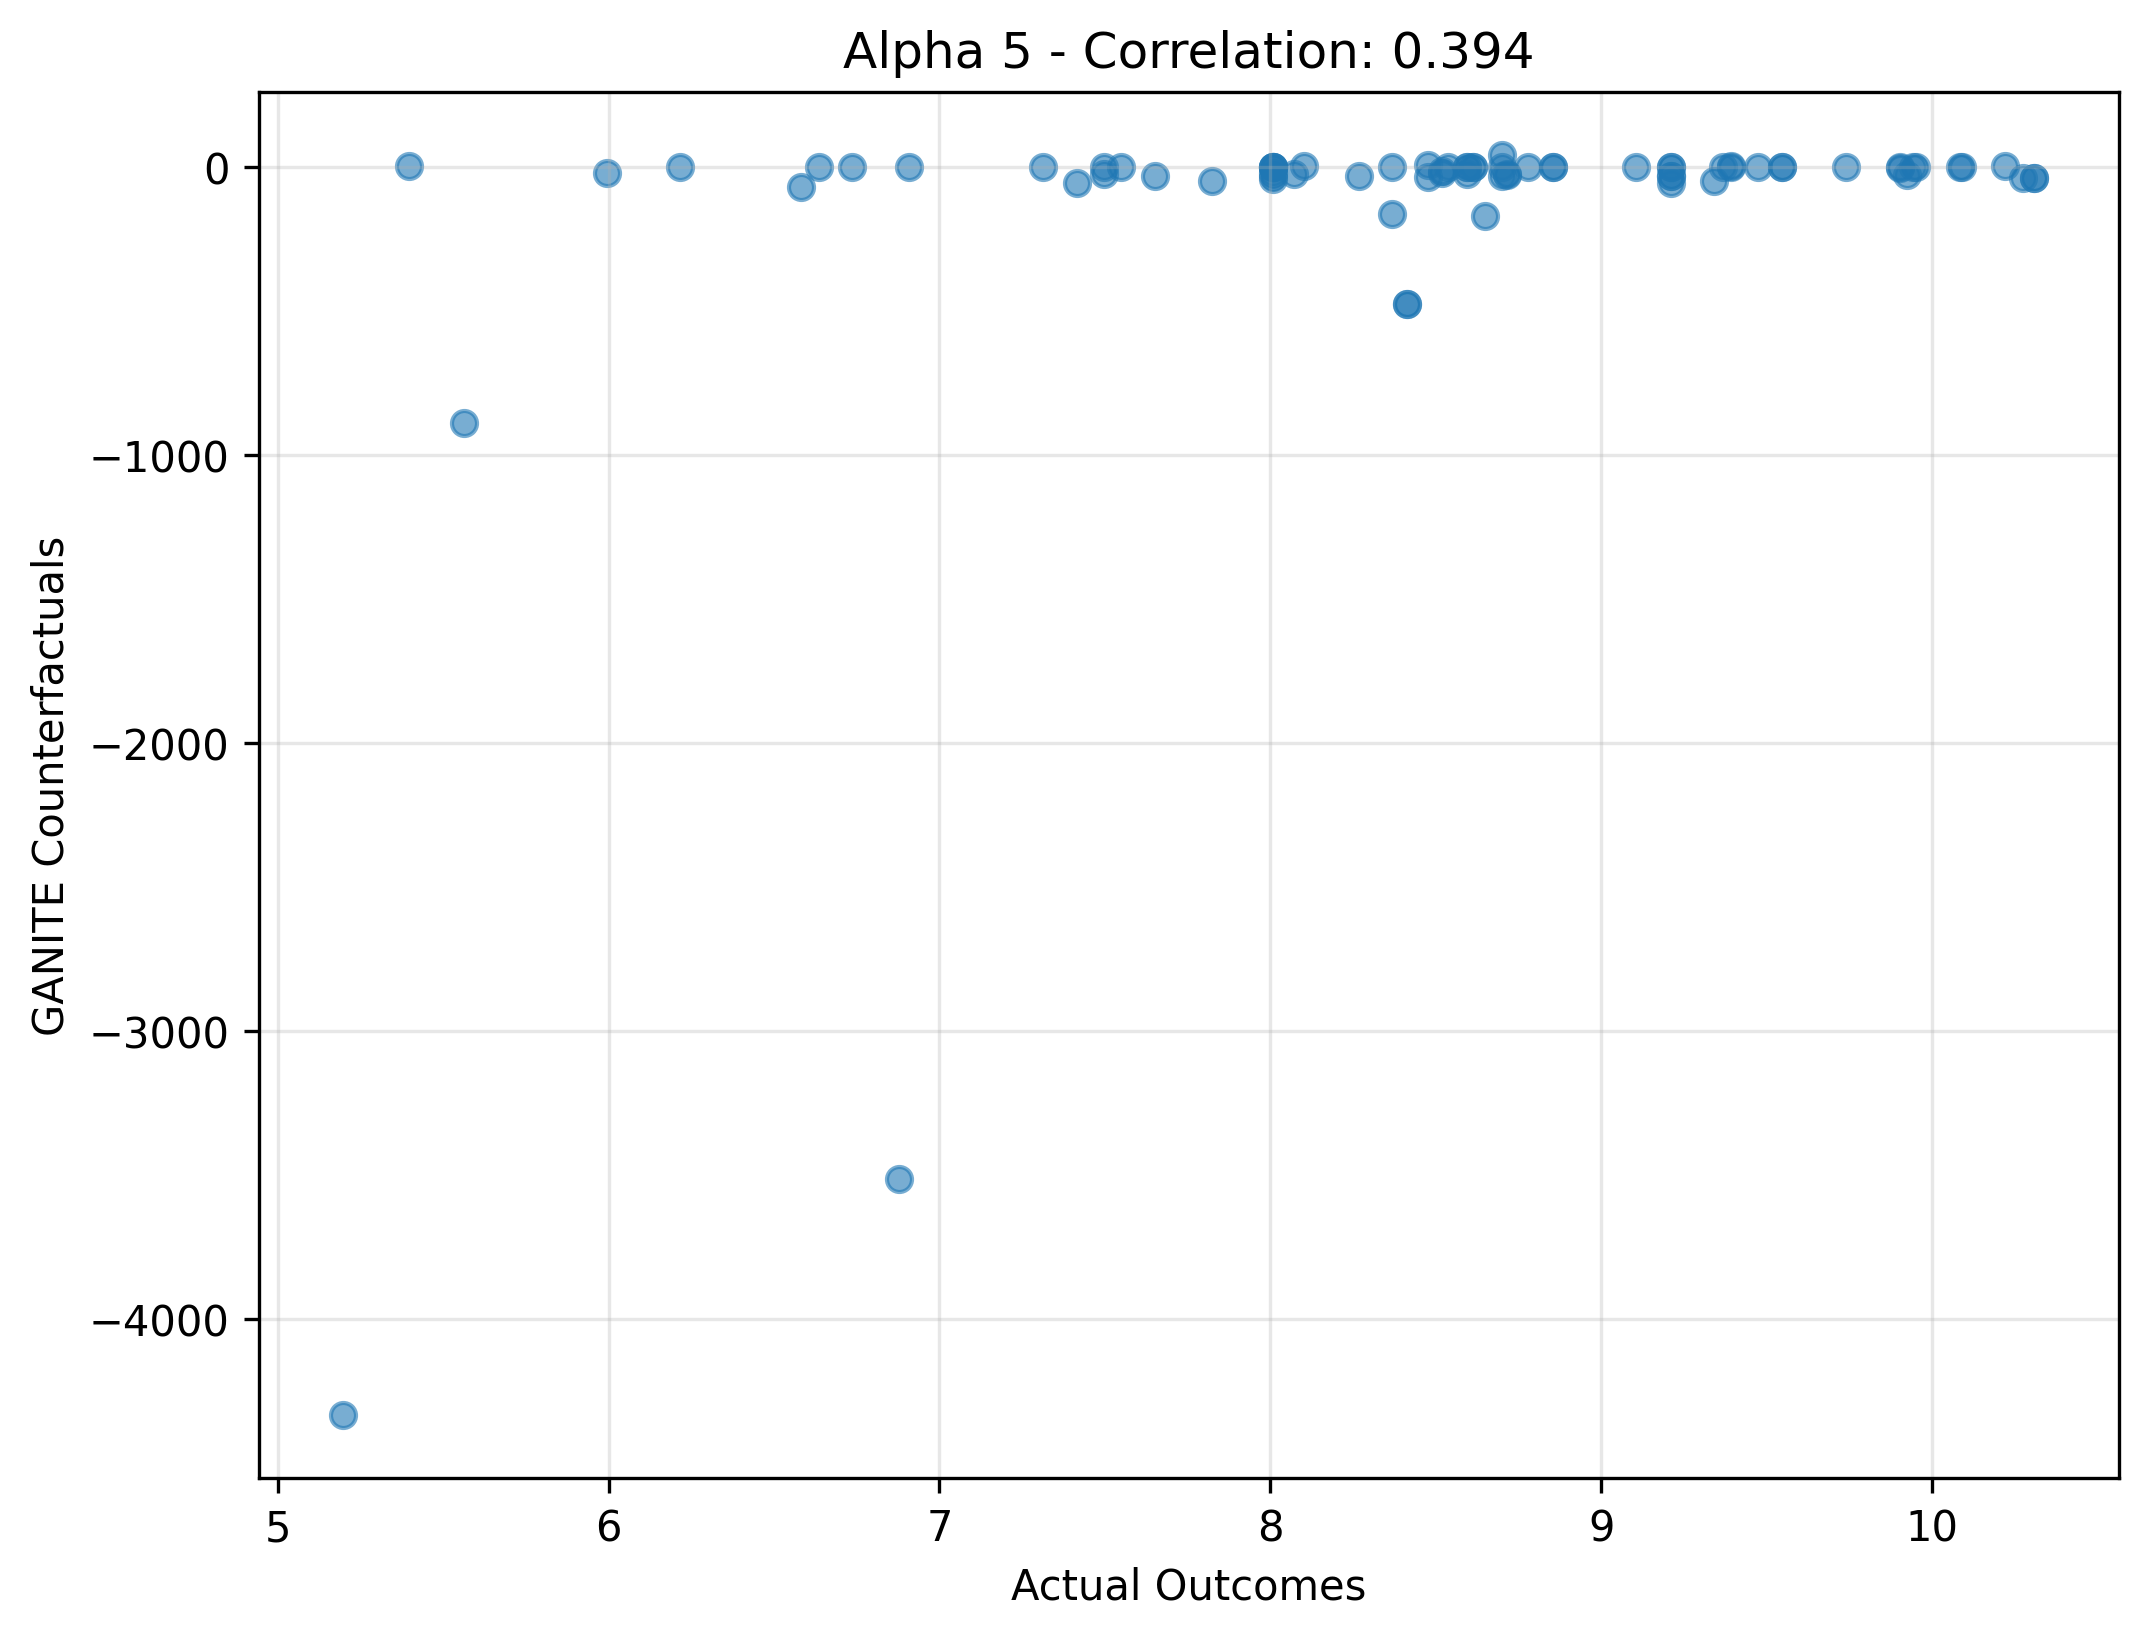 Alpha 5 - Correlation: 0.394
0
−1000
−2000
−3000
−4000
GANITE Counterfactuals
5 6 7 8 9 10
Actual Outcomes